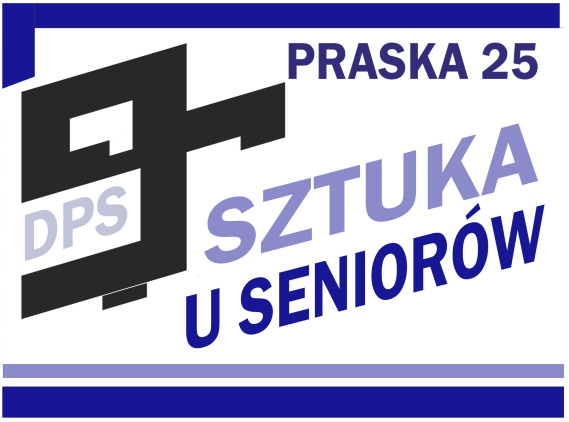 PRASKA 25
DPS
SZTUKA
U SENIORÓW